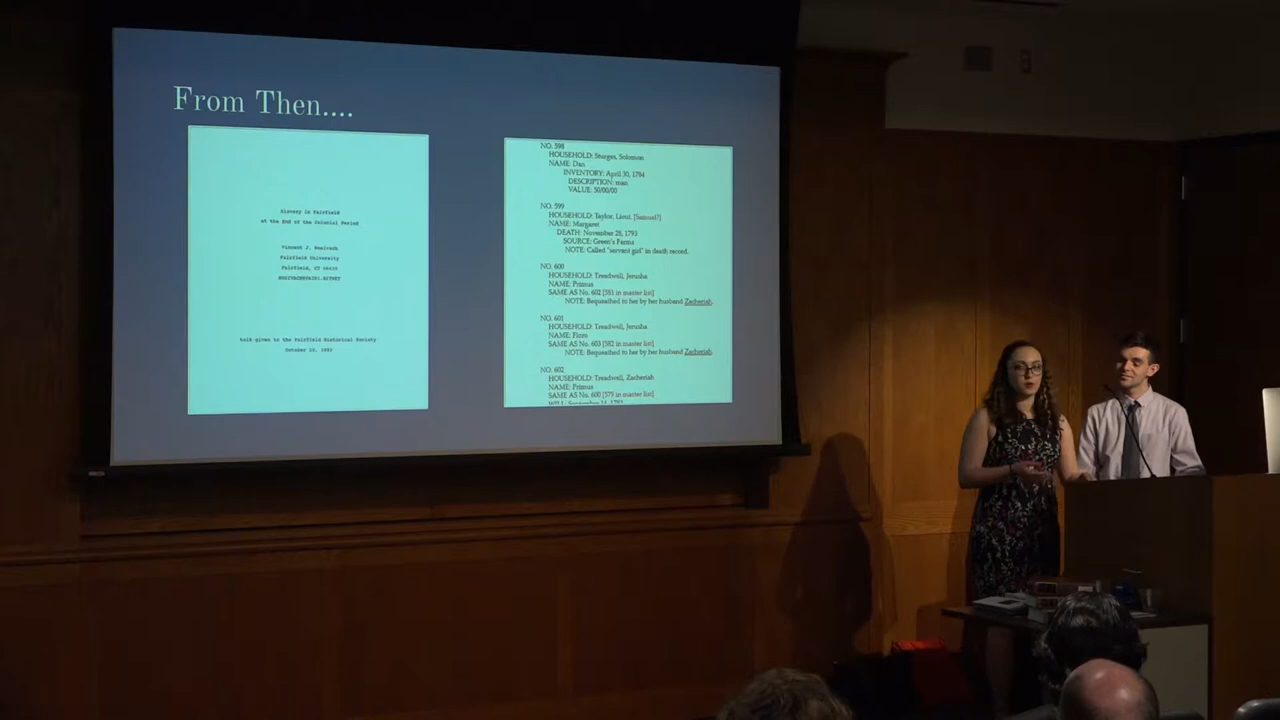 From Then....
Slavery in Fairfield
at the End of the Colonial Period
Vincent J. Rosivach
Fairfield University
Fairfield, CT 06430
talk given to the Fairfield Historical Society
October
NO. 598
HOUSEHOLD: Sturges, Solomon
NAME: Dan
INVENTORY: April 30, 1784
DESCRIPTION: man
VALUE: 50/00/00
NO. 599
HOUSEHOLD: Taylor, Lieut. [Samuel?]
NAME: Margaret
DEATH: November 28, 1793
SOURCE: Green's Farms
NOTE: Called "servant girl" in death record.
NO. 600
HOUSEHOLD: Treadwell, Jerusha
NAME: Primus
SAME AS No. 602 [581 in master list]
NOTE: Bequeathed to her by her husband Zacheriah.
NO. 601
HOUSEHOLD: Treadwell, Jerusha
NAME: Floro
SAME AS No. 603 [582 in master list]
NOTE: Bequeathed to her by her husband Zacheriah.
NO. 602
HOUSEHOLD: Treadwell, Zacheriah
NAME: Primus
SAME AS No. 600 [579 in master list]